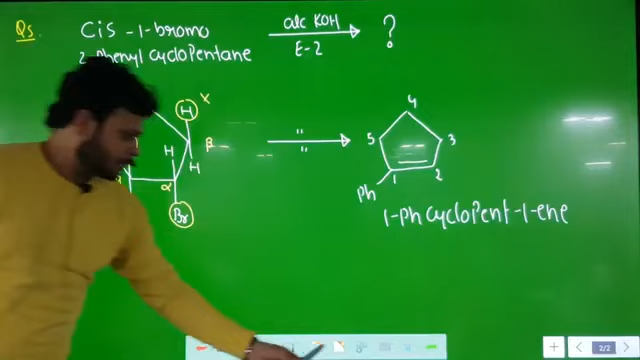 Qs.
Cis-1-bromo
2-Phenyl cycloPentane
alc KOH
E-2
?
H
x
H
H
β
α
Br
"
"
4
5
3
1
2
Ph
1-Ph cycloPent-1-ene
2/2